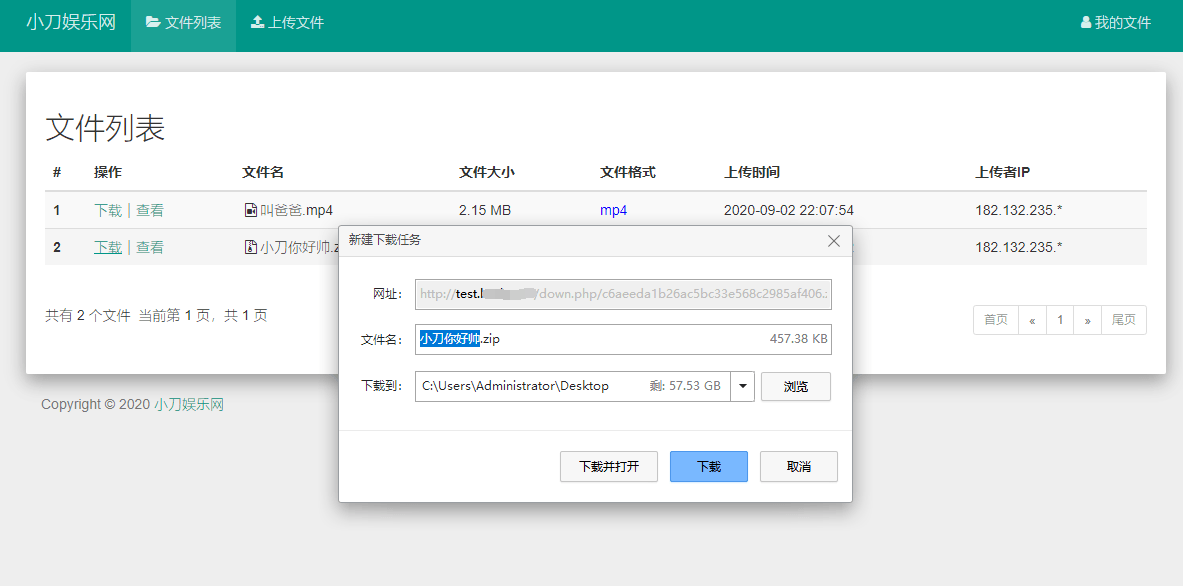 小刀娱乐网 文件列表 上传文件 我的文件
文件列表
# 操作 文件名 文件大小 文件格式 上传时间 上传者IP
1 下载 | 查看 叫爸爸.mp4 2.15 MB mp4 2020-09-02 22:07:54 182.132.235.*
2 下载 | 查看 小刀你好帅.z 182.132.235.*
共有 2 个文件 当前第 1 页，共 1 页
首页 « 1 » 尾页
Copyright © 2020 小刀娱乐网
新建下载任务
网址： http://test. /down.php/c6aeeda1b26ac5bc33e568c2985af406.
文件名： 小刀你好帅.zip 457.38 KB
下载到： C:\Users\Administrator\Desktop 剩: 57.53 GB 浏览
下载并打开 下载 取消